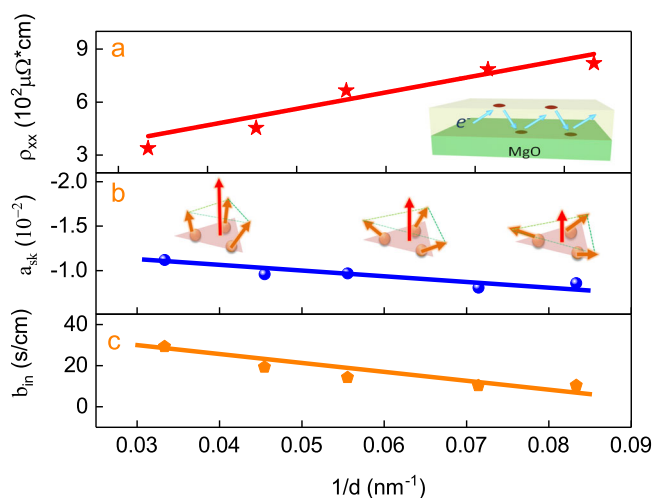 a
9
6
3
ρxx (10²μΩ*cm)
e⁻
MgO
b
-2.0
-1.5
-1.0
ask (10⁻²)
c
40
20
0
bin (s/cm)
0.03 0.04 0.05 0.06 0.07 0.08 0.09
1/d (nm⁻¹)